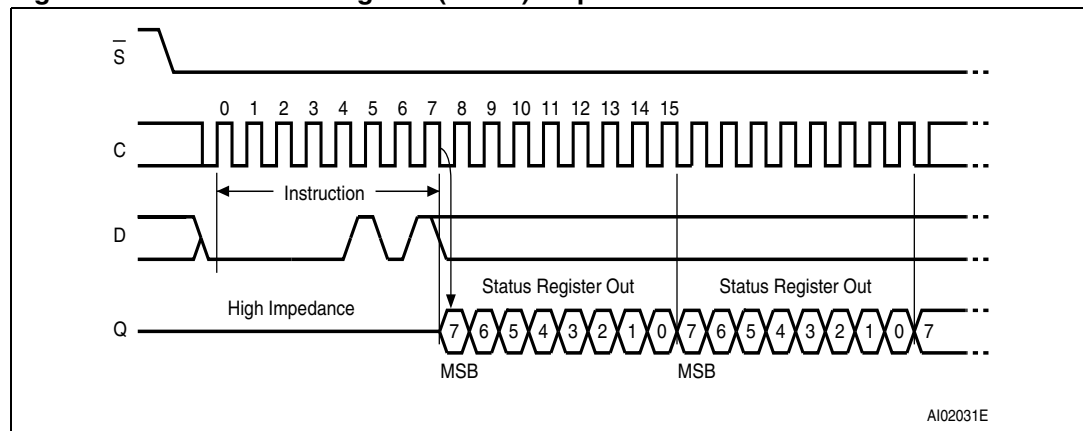 S
0 1 2 3 4 5 6 7 8 9 10 11 12 13 14 15
C
Instruction
D
Status Register Out Status Register Out
High Impedance
Q 7 6 5 4 3 2 1 0 7 6 5 4 3 2 1 0 7
MSB MSB
AI02031E